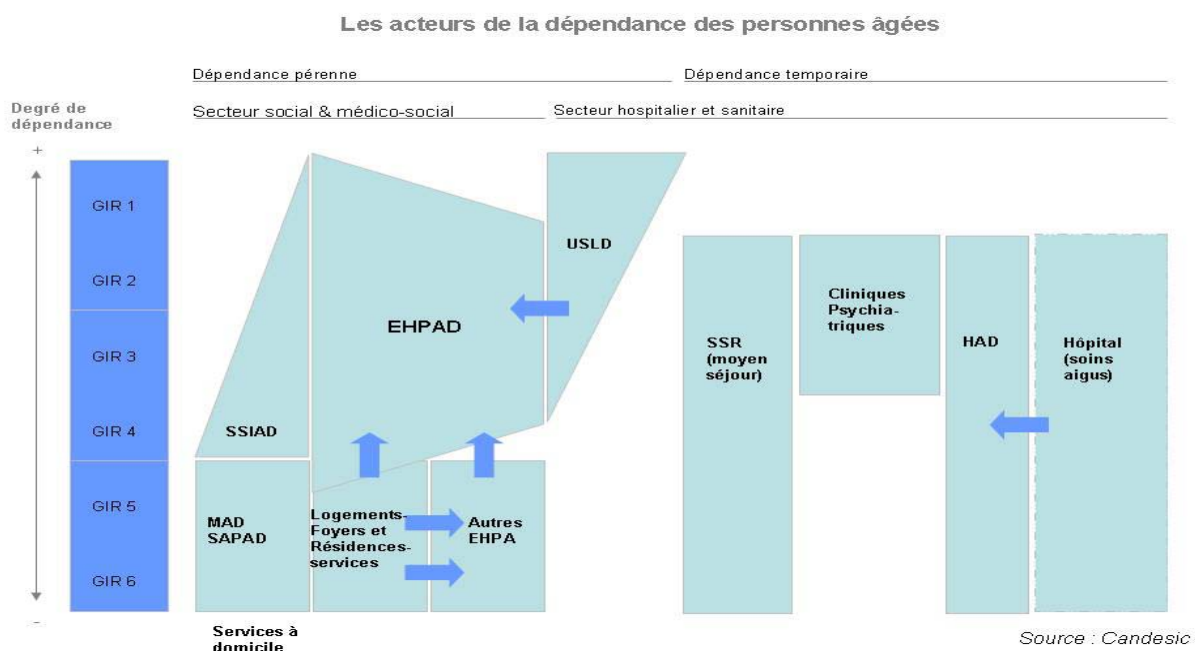 Les acteurs de la dépendance des personnes âgées
Dépendance pérenne
Dépendance temporaire
Degré de
dépendance
Secteur social & médico-social
Secteur hospitalier et sanitaire
+
GIR 1
GIR 2
GIR 3
GIR 4
GIR 5
GIR 6
-
SSIAD
EHPAD
USLD
MAD
SAPAD
Logements-
Foyers et
Résidences-
services
Autres
EHPA
SSR
(moyen
séjour)
Cliniques
Psychia-
triques
HAD
Hôpital
(soins
aigus)
Services à
domicile
Source : Candesic